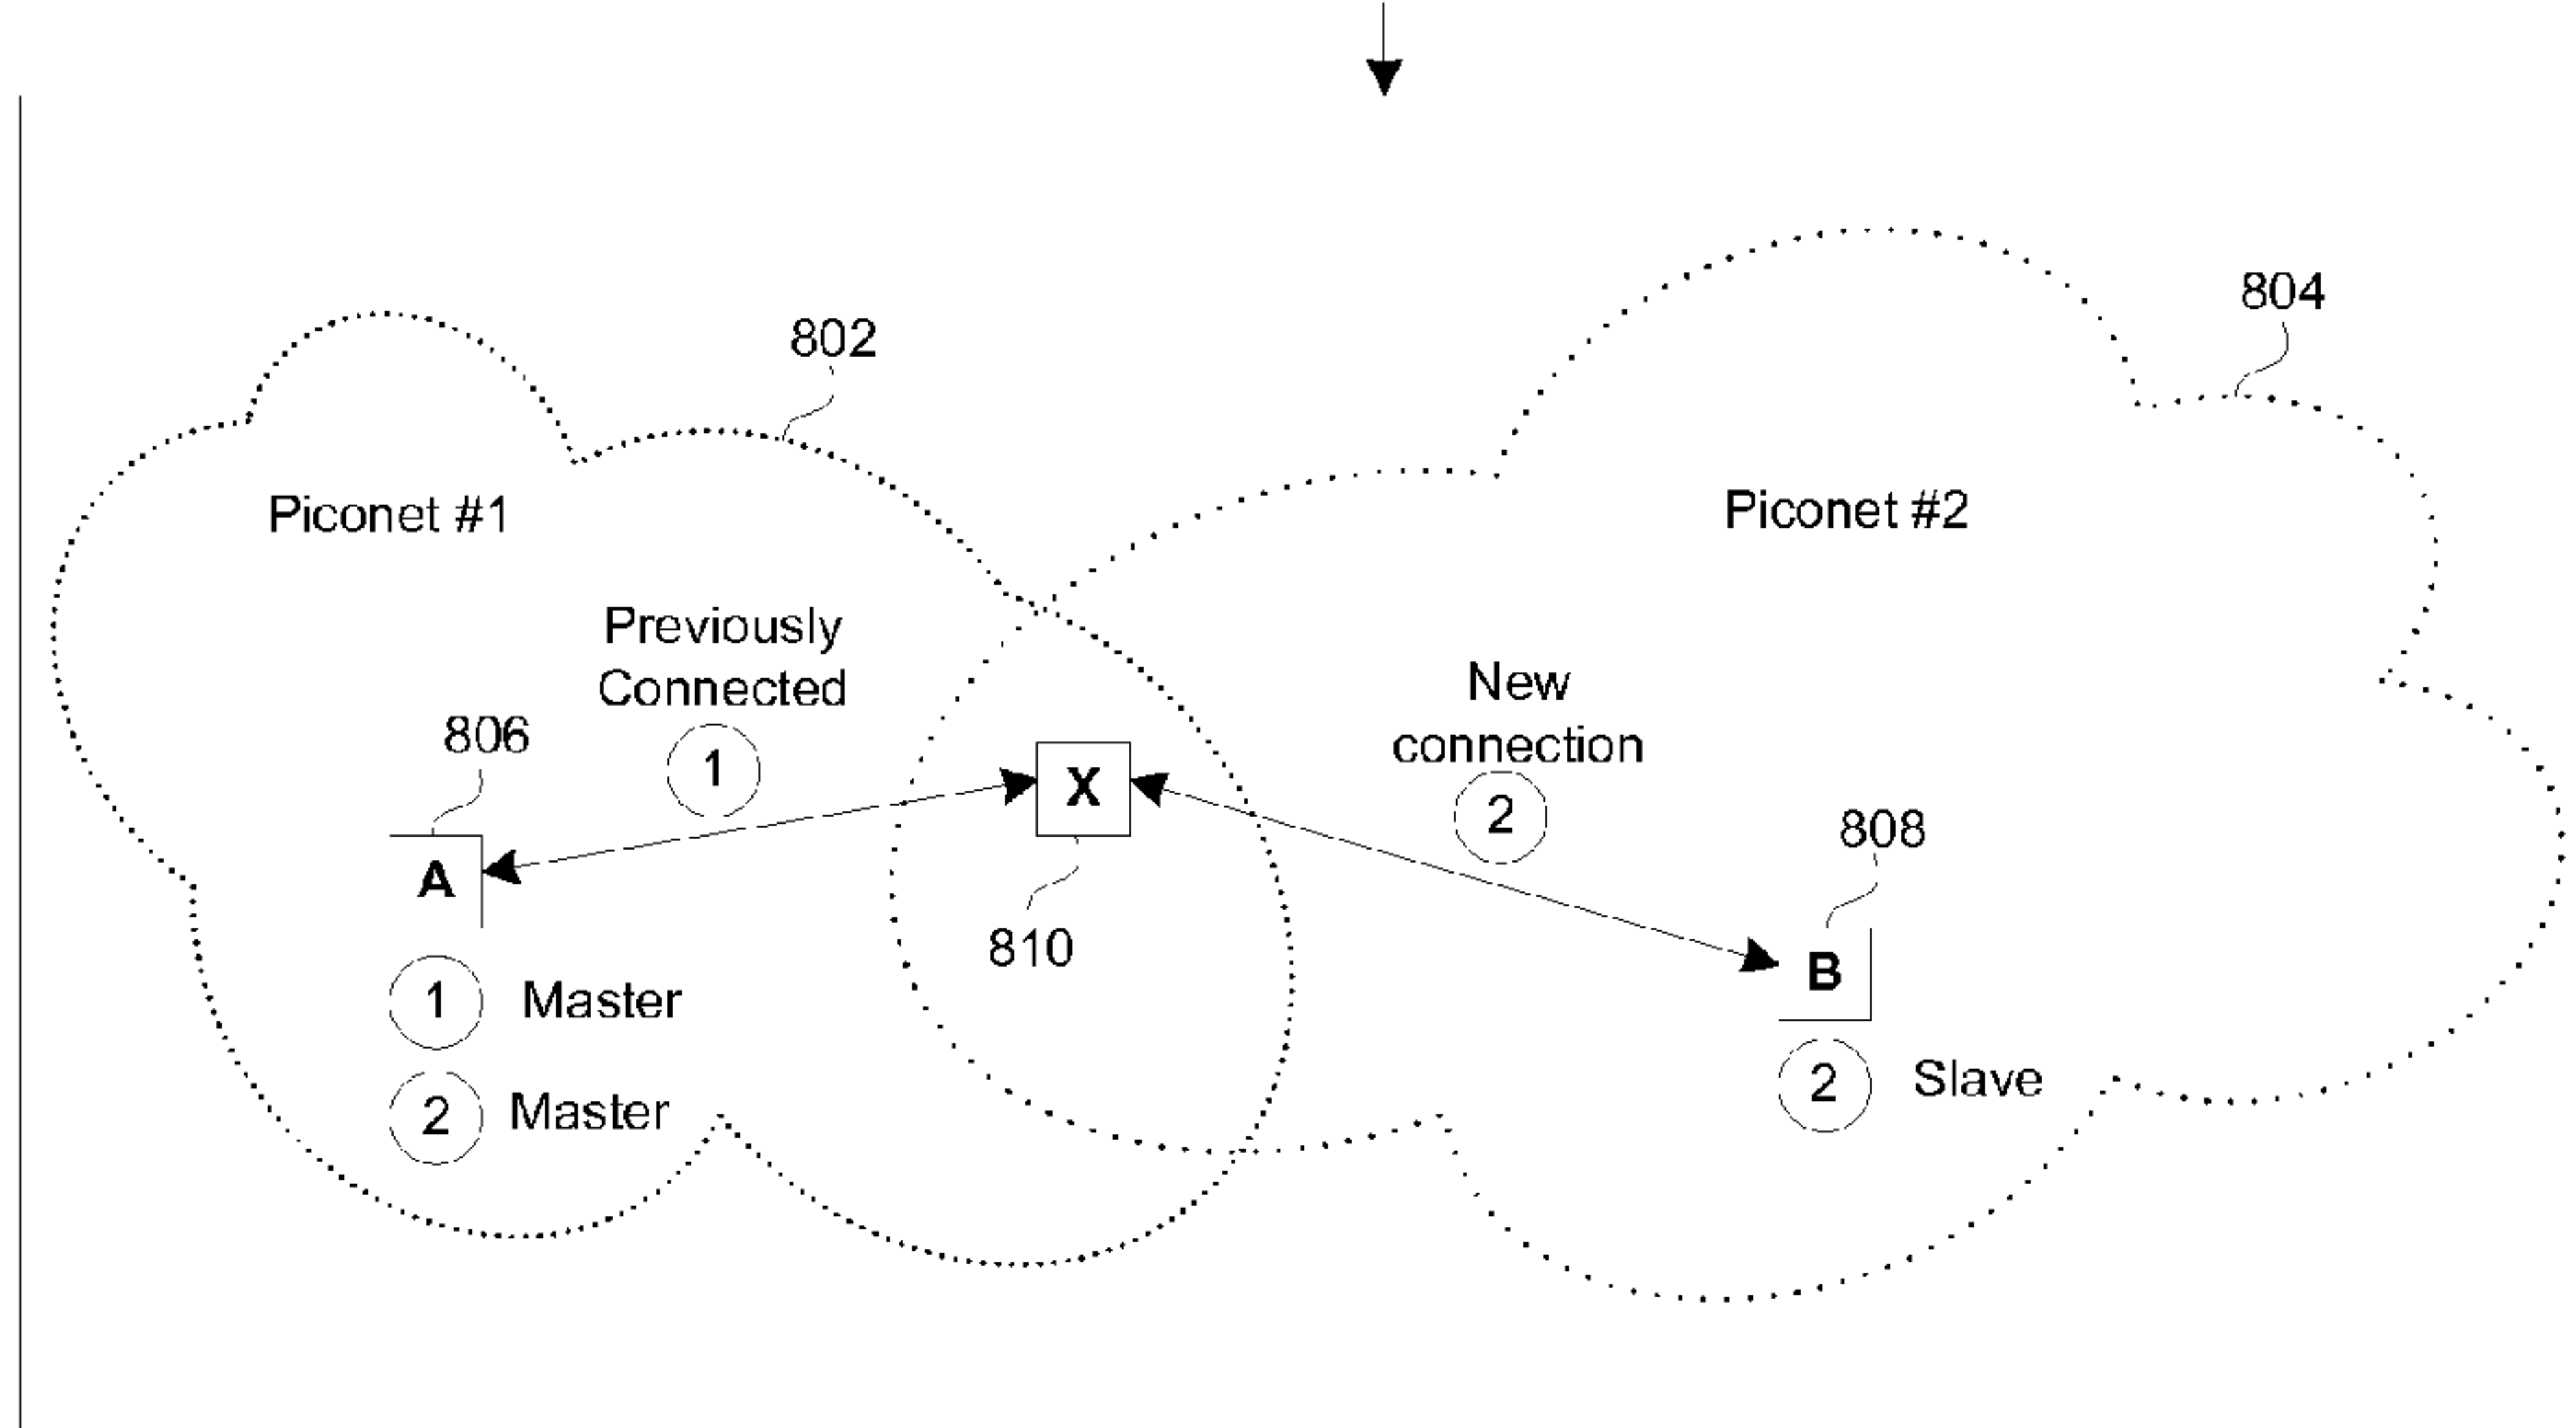 804
802
Piconet #1
Piconet #2
Previously
Connected
1
New
connection
2
806
A
X
810
808
B
1 Master
2 Master
2 Slave